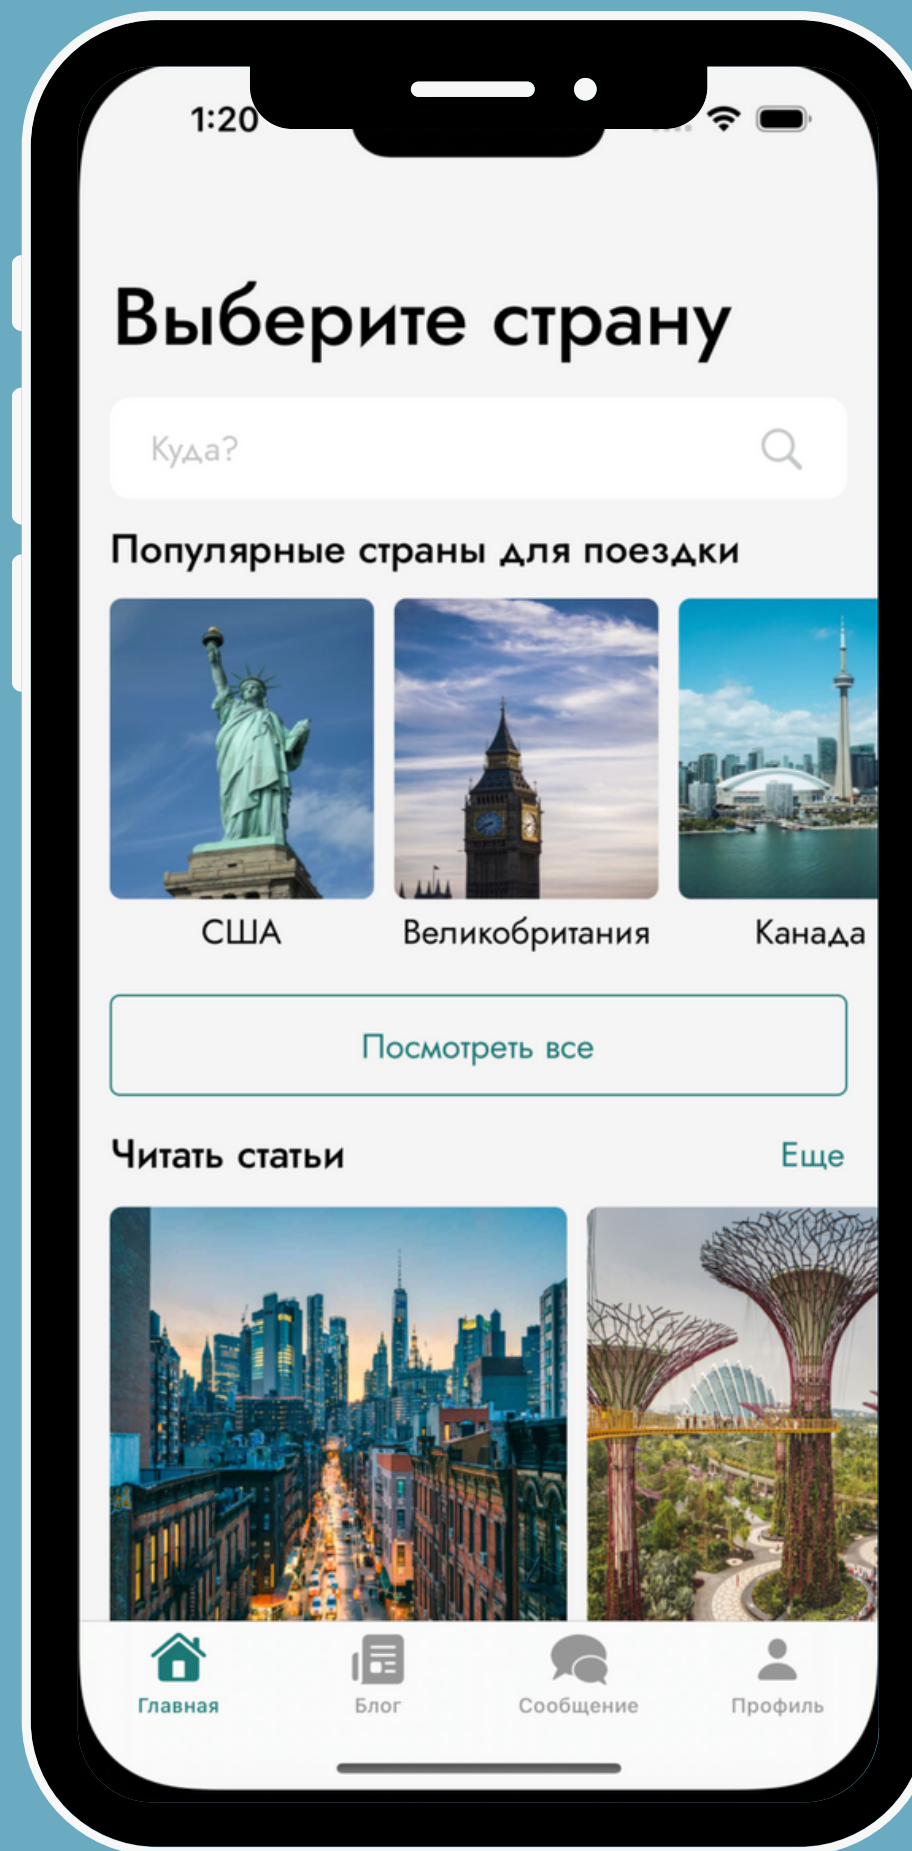 1:20
Выберите страну
Куда?
Популярные страны для поездки
США Великобритания Канада
Посмотреть все
Читать статьи Еще
Главная Блог Сообщение Профиль